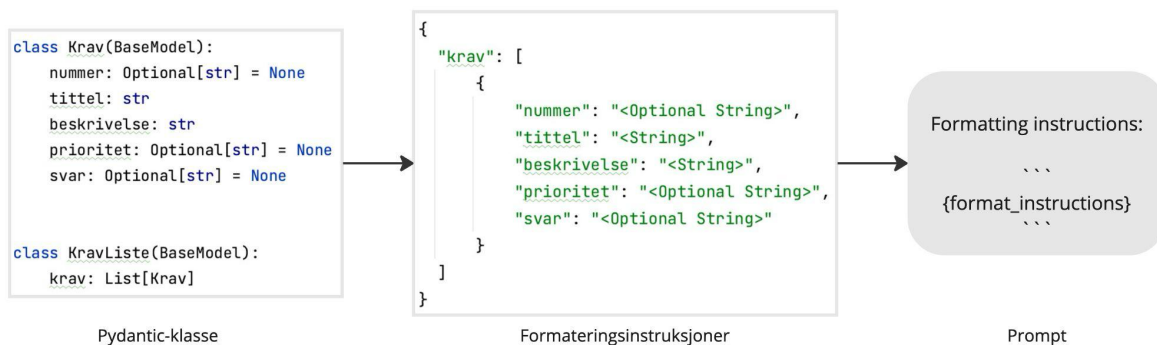 class Krav(BaseModel):
    nummer: Optional[str] = None
    tittel: str
    beskrivelse: str
    prioritet: Optional[str] = None
    svar: Optional[str] = None
class KravListe(BaseModel):
    krav: List[Krav]
Pydantic-klasse
{
  "krav": [
    {
      "nummer": "<Optional String>",
      "tittel": "<String>",
      "beskrivelse": "<String>",
      "prioritet": "<Optional String>",
      "svar": "<Optional String>"
    }
  ]
}
Formateringsinstruksjoner
Formatting instructions:
` ` `
{format_instructions}
` ` `
Prompt